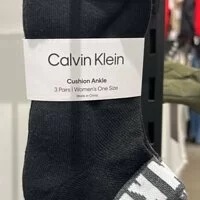 Calvin Klein
Cushion Ankle
3 Pairs | Women's One Size
Made in China